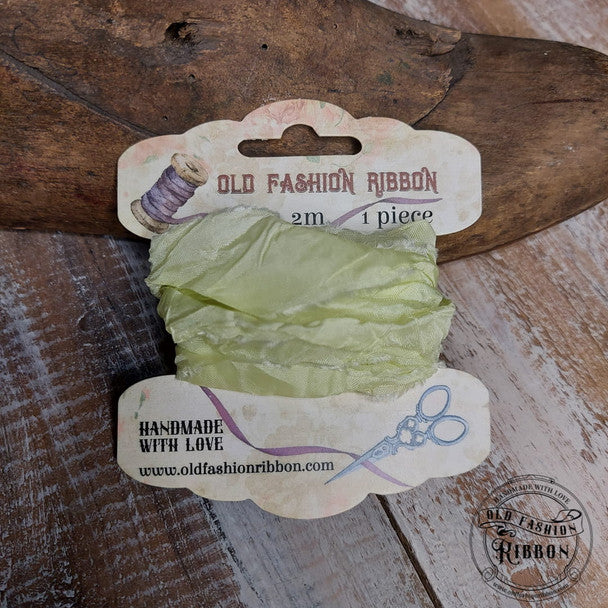 OLD FASHION RIBBON
2m 1 piece
HANDMADE
WITH LOVE
www.oldfashionribbon.com
HANDMADE WITH LOVE
OLD FASHION
RIBBON